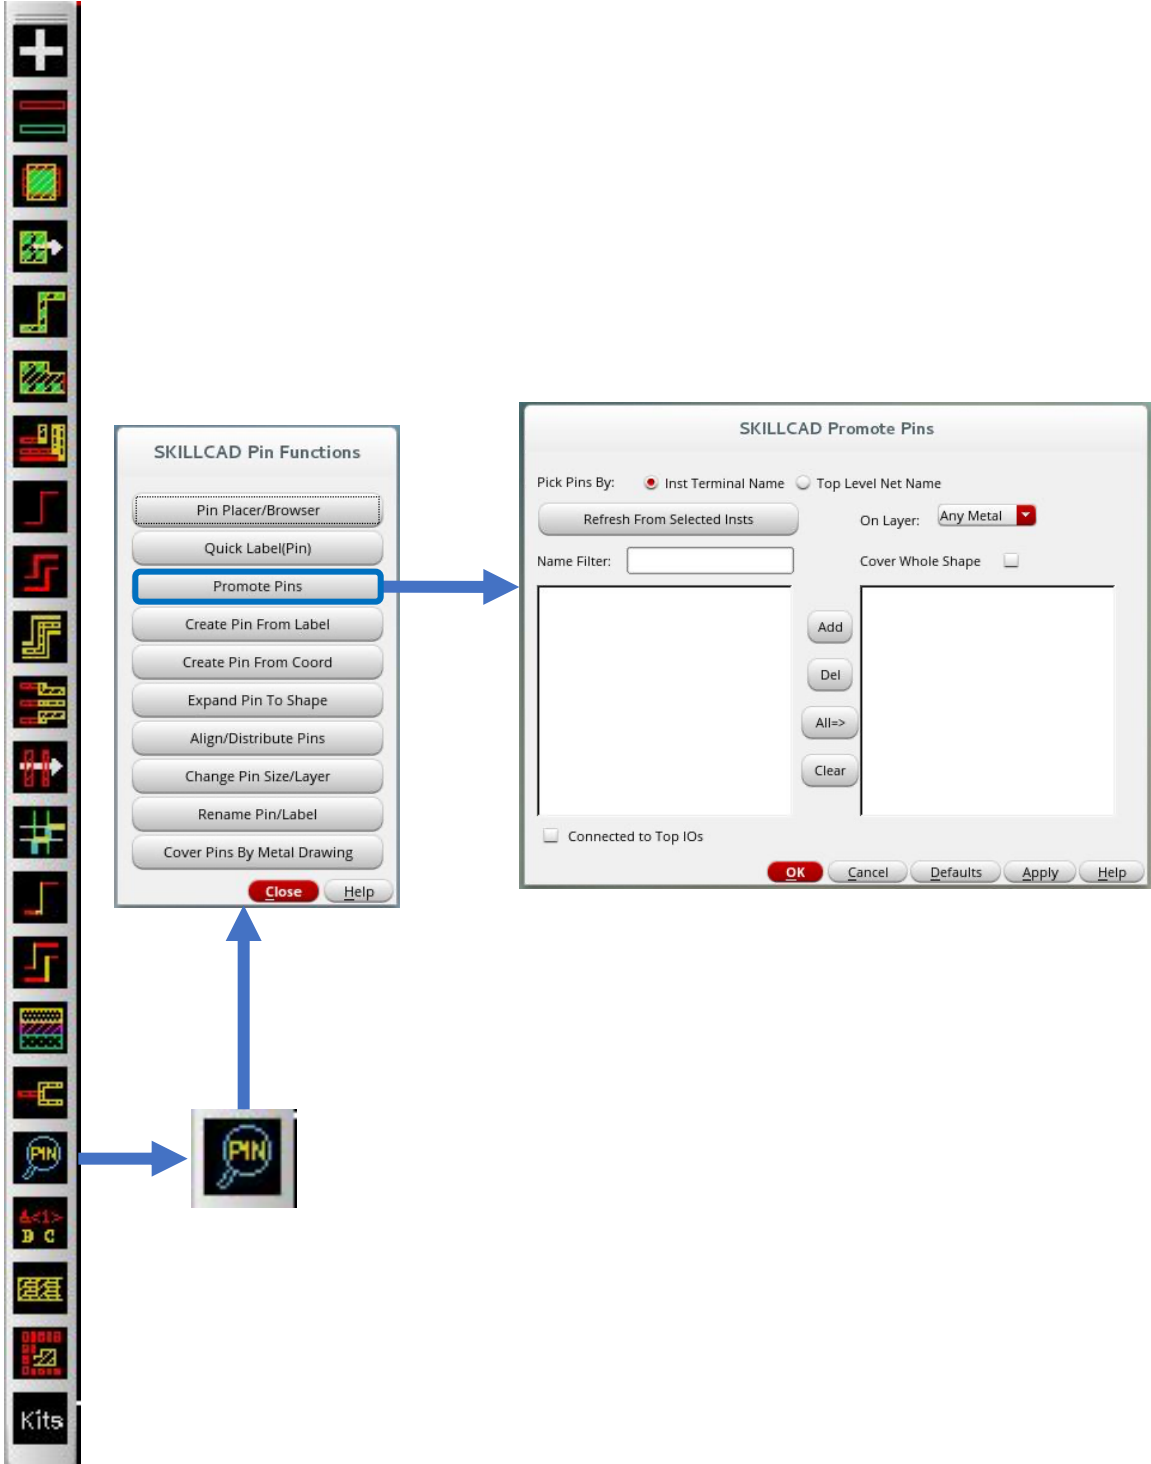 SKILLCAD Pin Functions
Pin Placer/Browser
Quick Label(Pin)
Promote Pins
Create Pin From Label
Create Pin From Coord
Expand Pin To Shape
Align/Distribute Pins
Change Pin Size/Layer
Rename Pin/Label
Cover Pins By Metal Drawing
Close Help
SKILLCAD Promote Pins
Pick Pins By: Inst Terminal Name Top Level Net Name
Refresh From Selected Insts On Layer: Any Metal
Name Filter: Cover Whole Shape
Add
Del
All=>
Clear
Connected to Top IOs
OK Cancel Defaults Apply Help
PIN
PIN
A<1>
B C
Kits